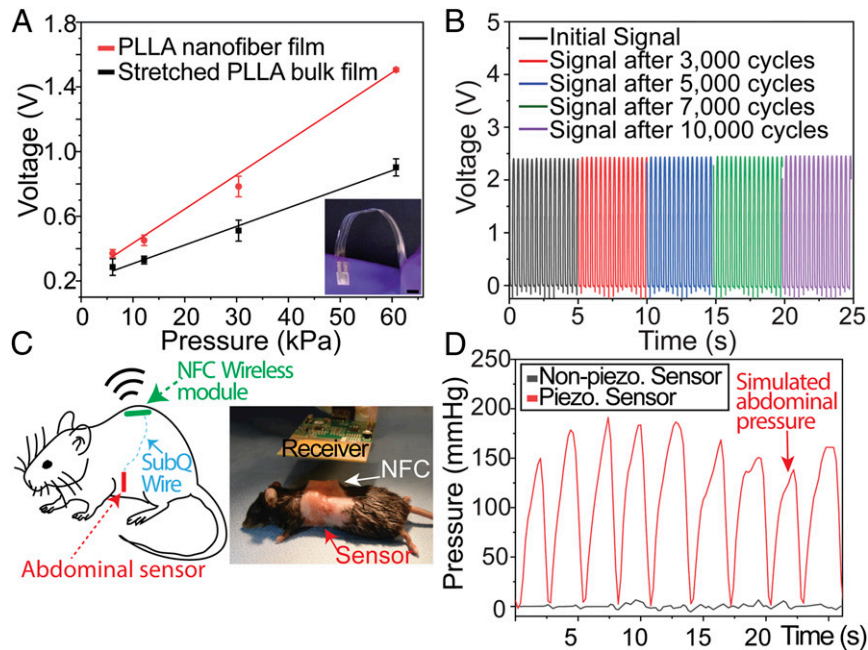 A
1.8
1.4
1.0
0.6
0.2
Voltage (V)
PLLA nanofiber film
Stretched PLLA bulk film
0 10 20 30 40 50 60
Pressure (kPa)
B
5
4
3
2
1
0
Voltage (V)
Initial Signal
Signal after 3,000 cycles
Signal after 5,000 cycles
Signal after 7,000 cycles
Signal after 10,000 cycles
0 5 10 15 20 25
Time (s)
C
NFC Wireless
module
SubQ
Wire
Abdominal sensor
Receiver
NFC
Sensor
D
250
200
150
100
50
0
Pressure (mmHg)
Non-piezo. Sensor
Piezo. Sensor
Simulated
abdominal
pressure
5 10 15 20 Time (s)